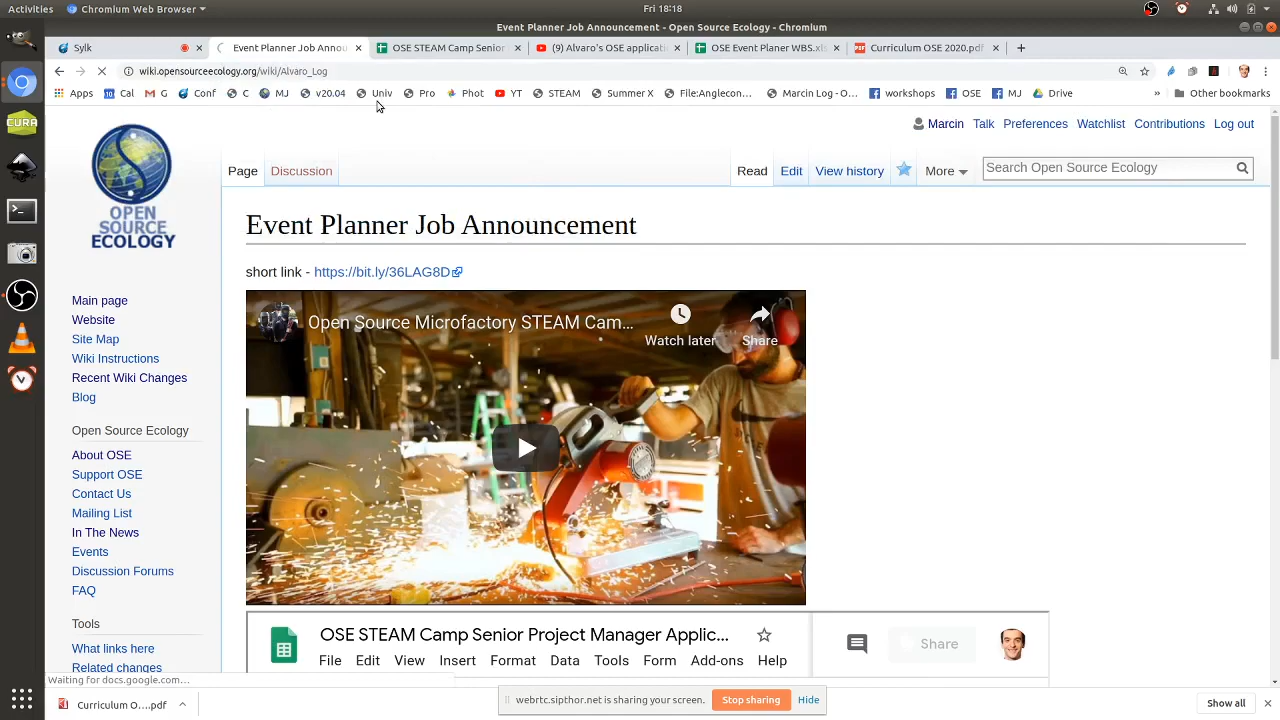 Activities Chromium Web Browser Fri 18:18
Event Planner Job Announcement - Open Source Ecology - Chromium
Sylk Event Planner Job Annou OSE STEAM Camp Senior (4) Alvaro's OSE applicati OSE Event Planer WBS.xls Curriculum OSE 2020.pdf
wiki.opensourceecology.org/wiki/Alvaro_Log
Apps Cal G Conf C MJ v20.04 Univ Pro Phot YT STEAM Summer X File:Anglecon... Marcin Log - O... workshops OSE MJ Drive » Other bookmarks
Marcin Talk Preferences Watchlist Contributions Log out
Page Discussion Read Edit View history More Search Open Source Ecology
OPEN
SOURCE
ECOLOGY
Event Planner Job Announcement
short link - https://bit.ly/36LAG8D
Open Source Microfactory STEAM Cam...
Watch later Share
Main page
Website
Site Map
Wiki Instructions
Recent Wiki Changes
Blog
Open Source Ecology
About OSE
Support OSE
Contact Us
Mailing List
In The News
Events
Discussion Forums
FAQ
Tools
What links here
Related changes
OSE STEAM Camp Senior Project Manager Applic...
File Edit View Insert Format Data Tools Form Add-ons Help
Share
Waiting for docs.google.com...
Curriculum O....pdf
webrtc.sipthor.net is sharing your screen. Stop sharing Hide
Show all
CURA